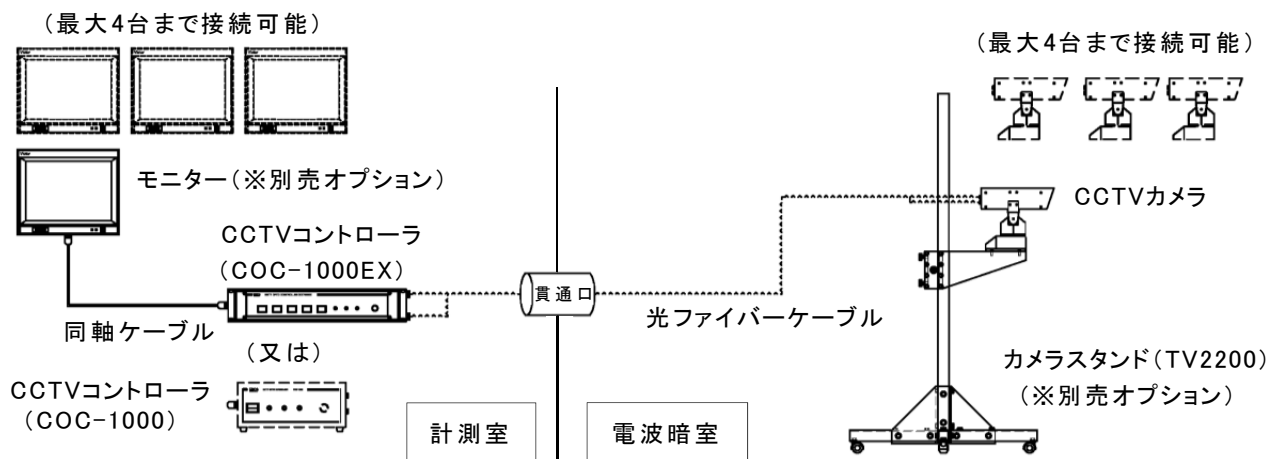 (最大4台まで接続可能)
(最大4台まで接続可能)
モニター(※別売オプション)
CCTVカメラ
CCTVコントローラ
(COC-1000EX)
貫通口
同軸ケーブル
光ファイバーケーブル
(又は)
カメラスタンド(TV2200)
(※別売オプション)
CCTVコントローラ
(COC-1000)
計測室
電波暗室